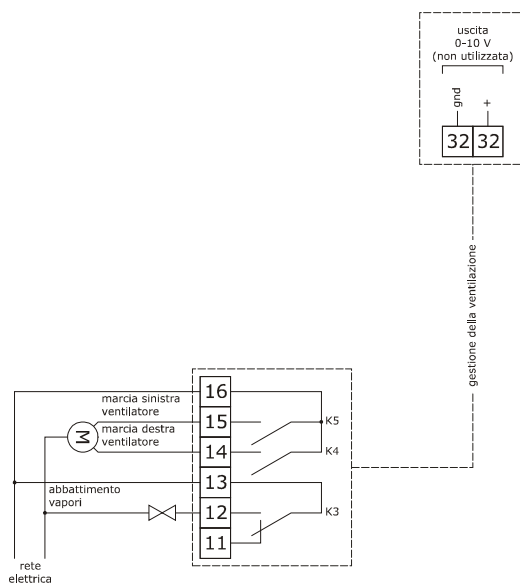 uscita
0-10 V
(non utilizzata)
gnd
+
32 32
gestione della ventilazione
16
marcia sinistra
ventilatore
15
K5
M
marcia destra
ventilatore
14
K4
13
abbattimento
vapori
12
K3
11
rete
elettrica